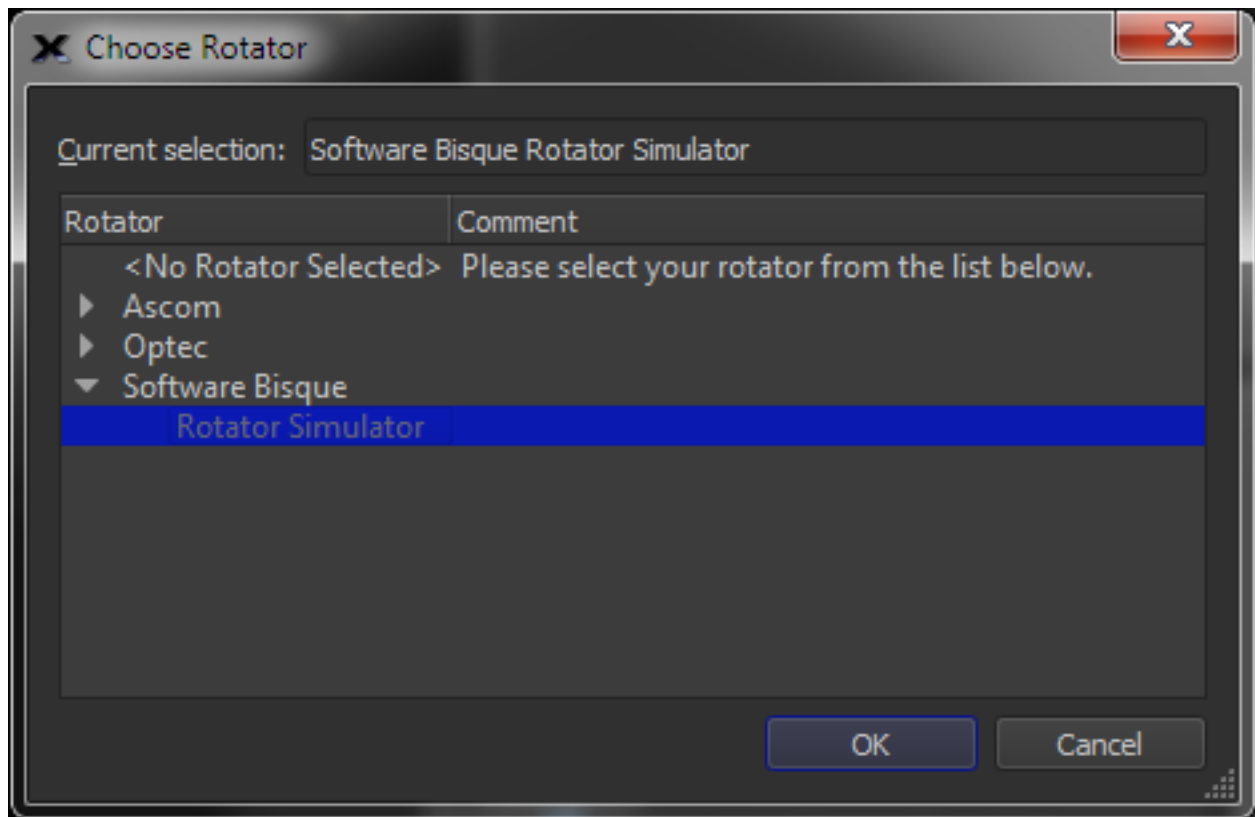 Choose Rotator
Current selection: Software Bisque Rotator Simulator
Rotator Comment
<No Rotator Selected> Please select your rotator from the list below.
Ascom
Optec
Software Bisque
Rotator Simulator
OK Cancel